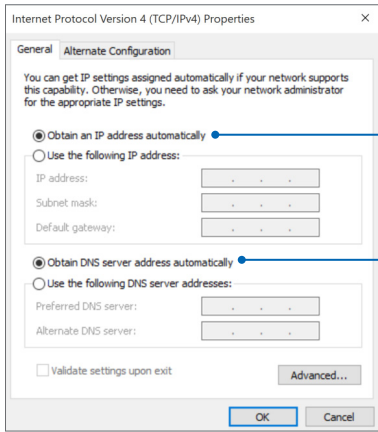 Internet Protocol Version 4 (TCP/IPv4) Properties
General Alternate Configuration
You can get IP settings assigned automatically if your network supports
this capability. Otherwise, you need to ask your network administrator
for the appropriate IP settings.
Obtain an IP address automatically
Use the following IP address:
IP address:
Subnet mask:
Default gateway:
Obtain DNS server address automatically
Use the following DNS server addresses:
Preferred DNS server:
Alternate DNS server:
Validate settings upon exit
Advanced...
OK Cancel